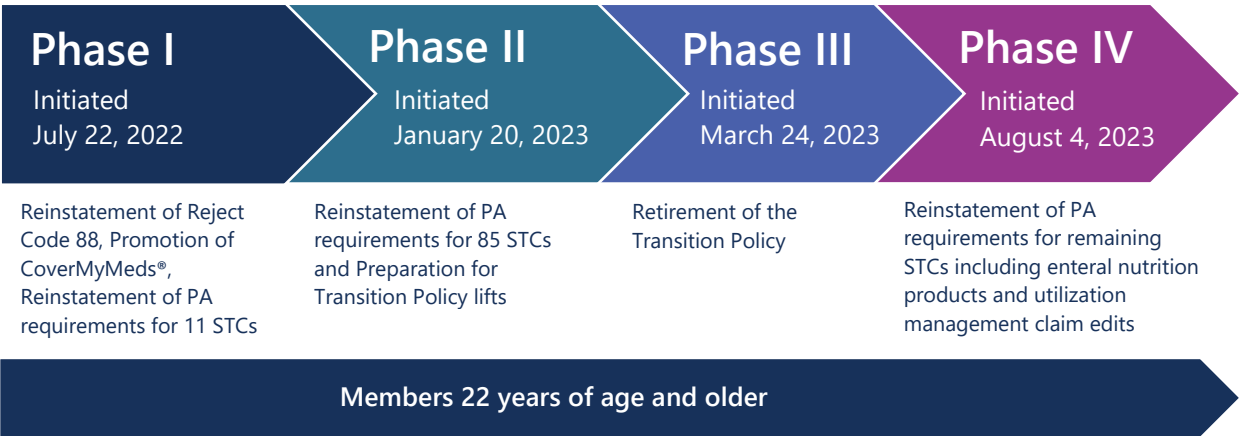 Phase I
Initiated
July 22, 2022
Reinstatement of Reject
Code 88, Promotion of
CoverMyMeds®,
Reinstatement of PA
requirements for 11 STCs
Phase II
Initiated
January 20, 2023
Reinstatement of PA
requirements for 85 STCs
and Preparation for
Transition Policy lifts
Phase III
Initiated
March 24, 2023
Retirement of the
Transition Policy
Phase IV
Initiated
August 4, 2023
Reinstatement of PA
requirements for remaining
STCs including enteral nutrition
products and utilization
management claim edits
Members 22 years of age and older